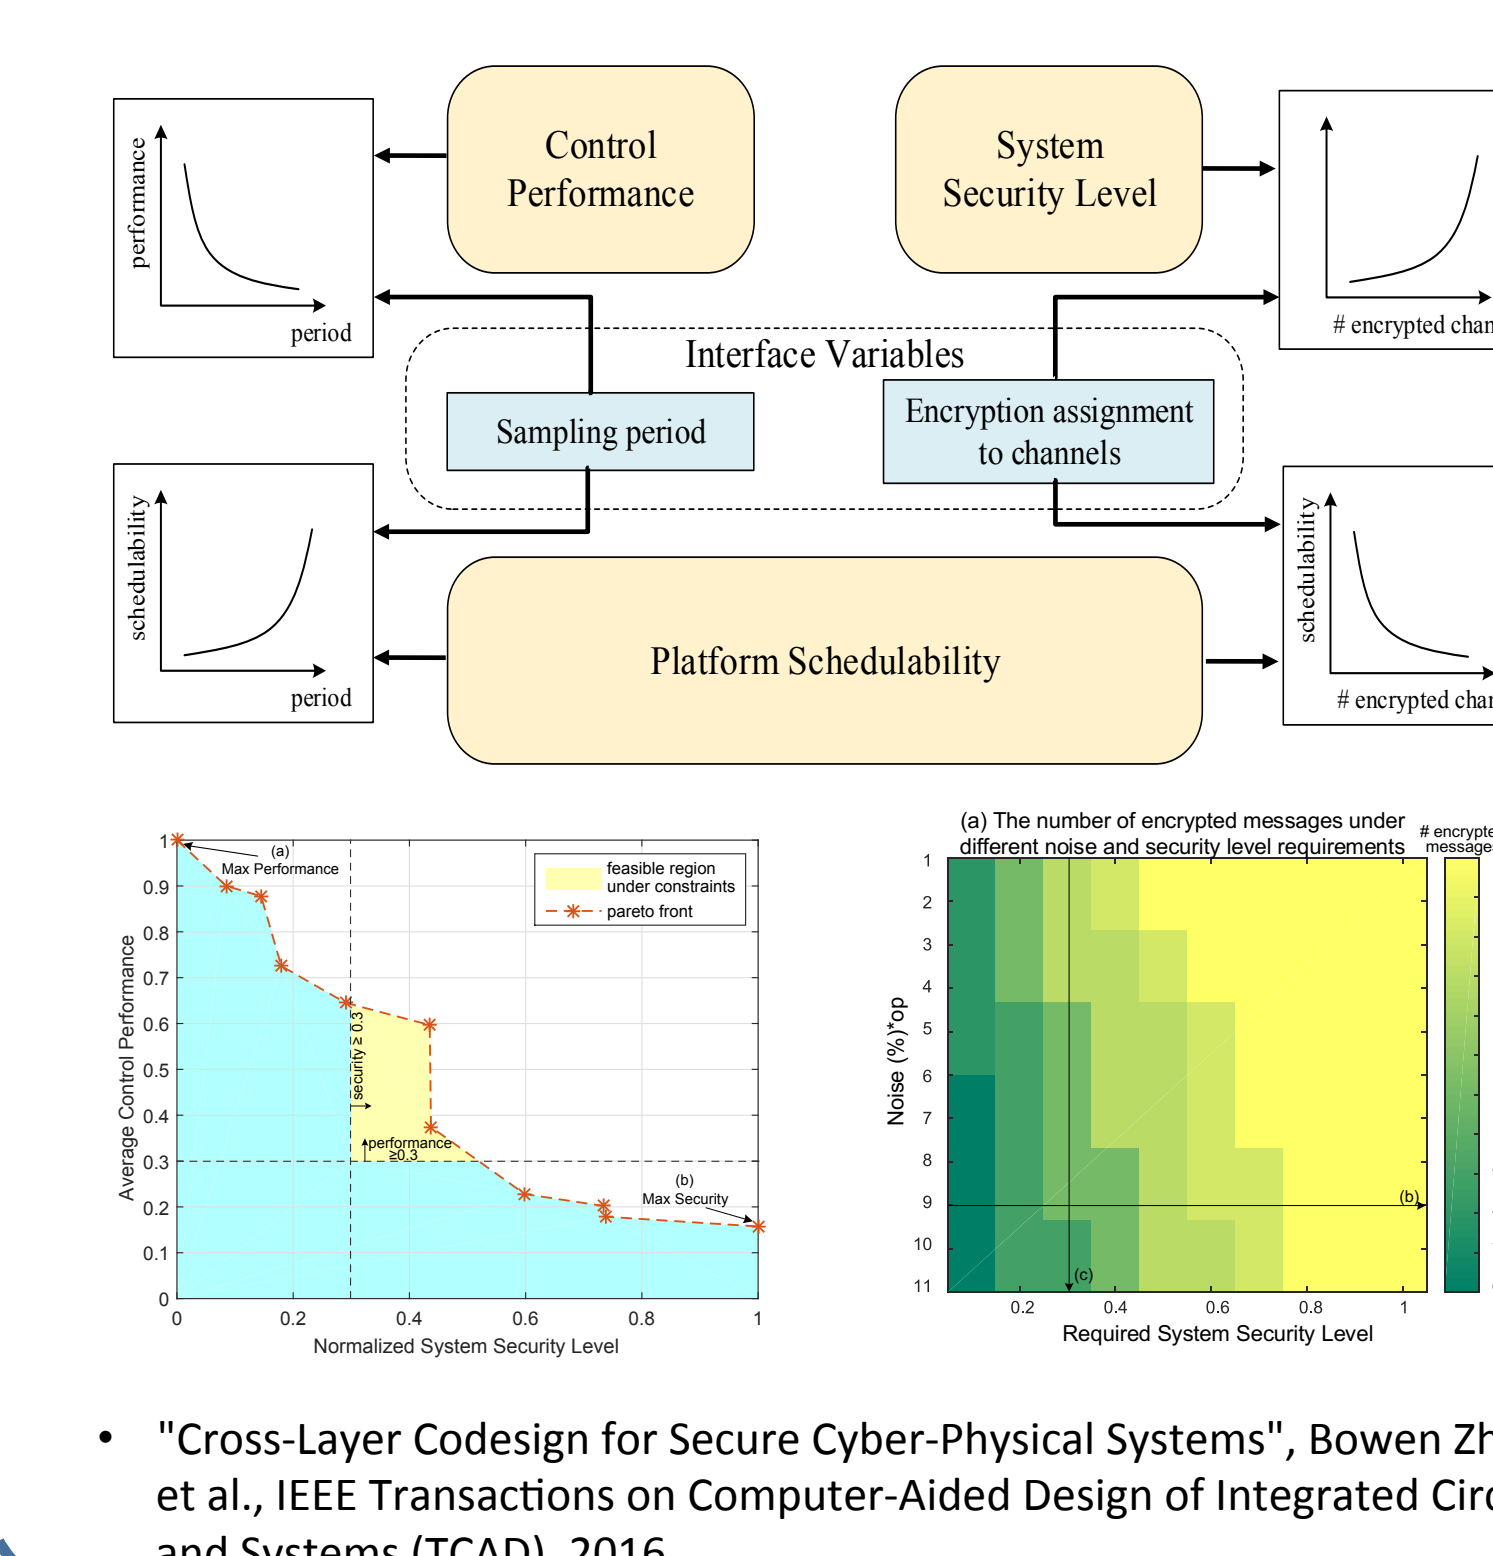 Control
Performance
System
Security Level
performance
period
# encrypted
Interface Variables
Sampling period
Encryption assignment
to channels
schedulability
period
schedulability
# encrypted
Platform Schedulability
(a)
Max Performance
feasible region
under constraints
pareto front
security ≥ 0.3
performance
≥0.3
(b)
Max Security
1
0.9
0.8
0.7
0.6
0.5
0.4
0.3
0.2
0.1
0
0 0.2 0.4 0.6 0.8 1
Average Control Performance
Normalized System Security Level
(a) The number of encrypted messages under
different noise and security level requirements
#
1
2
3
4
5
6
7
8
9
10
11
(b)
(c)
0.2 0.4 0.6 0.8 1
Noise (%)*op
Required System Security Level
• "Cross-Layer Codesign for Secure Cyber-Physical Systems", Bowen
et al., IEEE Transactions on Computer-Aided Design of Integrated
and Systems (TCAD), 2016